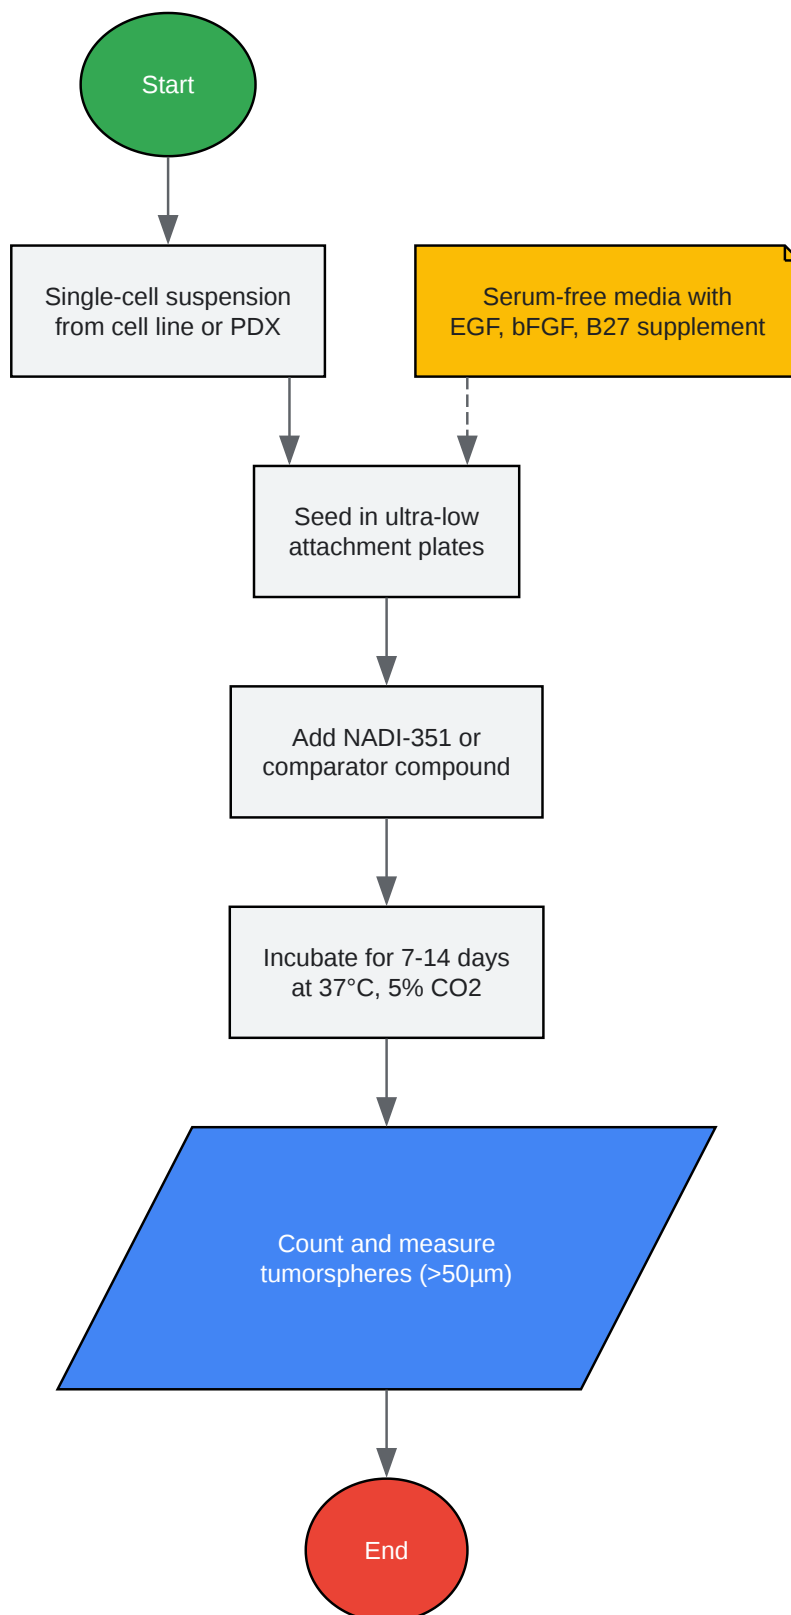 Start
Single-cell suspension
from cell line or PDX
Serum-free media with
EGF, bFGF, B27 supplement
Seed in ultra-low
attachment plates
Add NADI-351 or
comparator compound
Incubate for 7-14 days
at 37°C, 5% CO2
Count and measure
tumorspheres (>50µm)
End